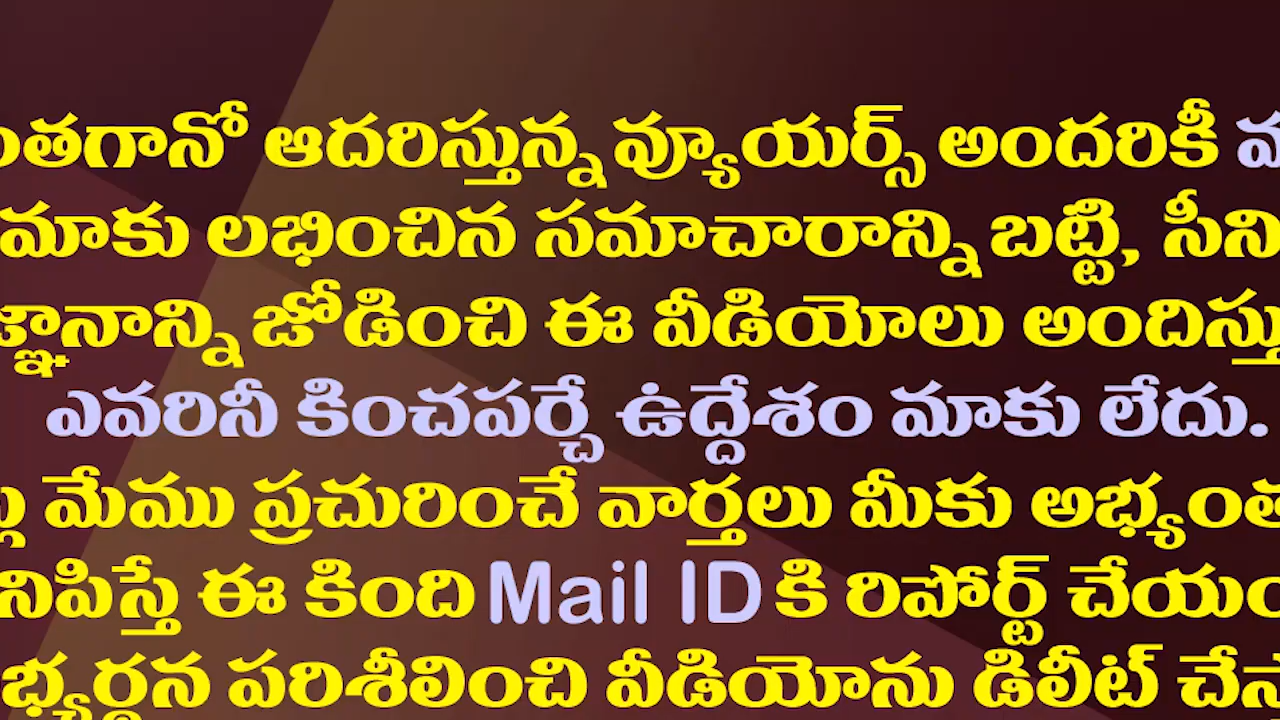 ఆదరిస్తున్న వ్యూయర్స్ అందరికీ
మాకు లభించిన సమాచారాన్ని బట్టి,
జోడించి ఈ వీడియోలు
ఎవరినీ కించపర్చే ఉద్దేశం మాకు లేదు.
మేము ప్రచురించే వార్తలు మీకు
ఈ కింది Mail ID కి రిపోర్ట్
పరిశీలించి వీడియోను డిలీట్